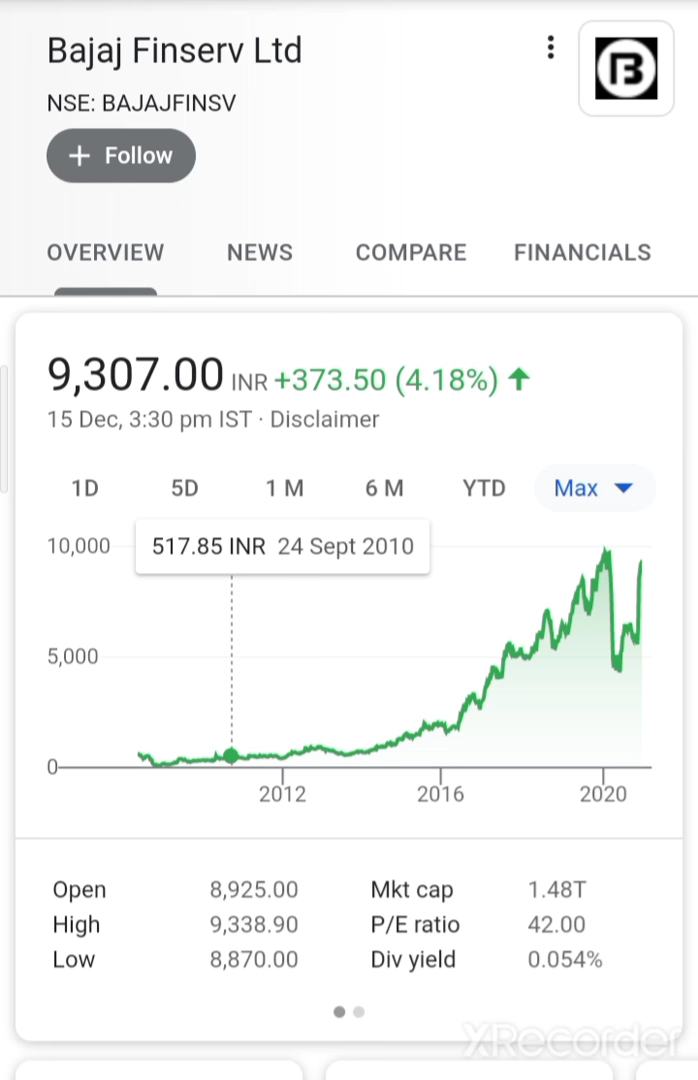 Bajaj Finserv Ltd
NSE: BAJAJFINSV
+ Follow
OVERVIEW NEWS COMPARE FINANCIALS
9,307.00 INR +373.50 (4.18%) ↑
15 Dec, 3:30 pm IST · Disclaimer
1D 5D 1 M 6 M YTD Max
10,000
517.85 INR 24 Sept 2010
5,000
0
2012 2016 2020
Open 8,925.00 Mkt cap 1.48T
High 9,338.90 P/E ratio 42.00
Low 8,870.00 Div yield 0.054%
XRecorder